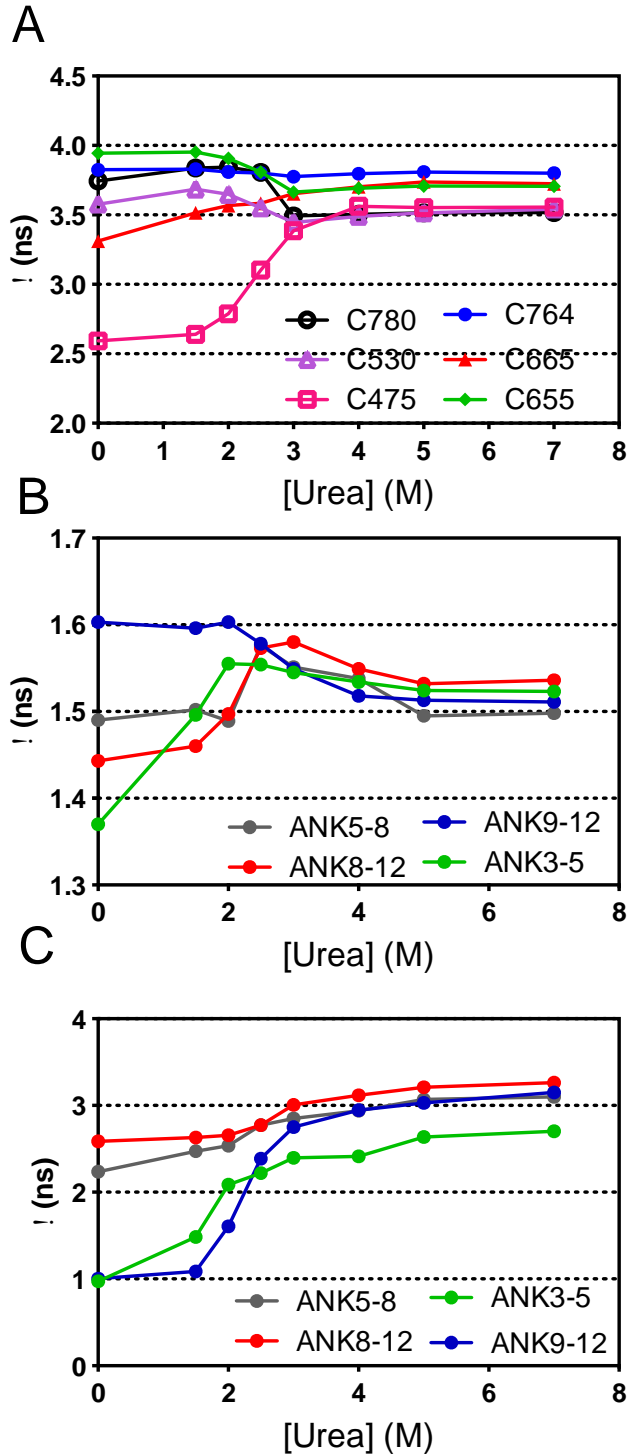 A
4.5
4.0
3.5
3.0
2.5
2.0
! (ns)
C780 C764
C530 C665
C475 C655
0 1 2 3 4 5 6 7 8
[Urea] (M)
B
1.7
1.6
1.5
1.4
1.3
! (ns)
ANK5-8 ANK9-12
ANK8-12 ANK3-5
0 2 4 6 8
[Urea] (M)
C
4
3
2
1
0
! (ns)
ANK5-8 ANK3-5
ANK8-12 ANK9-12
0 2 4 6 8
[Urea] (M)